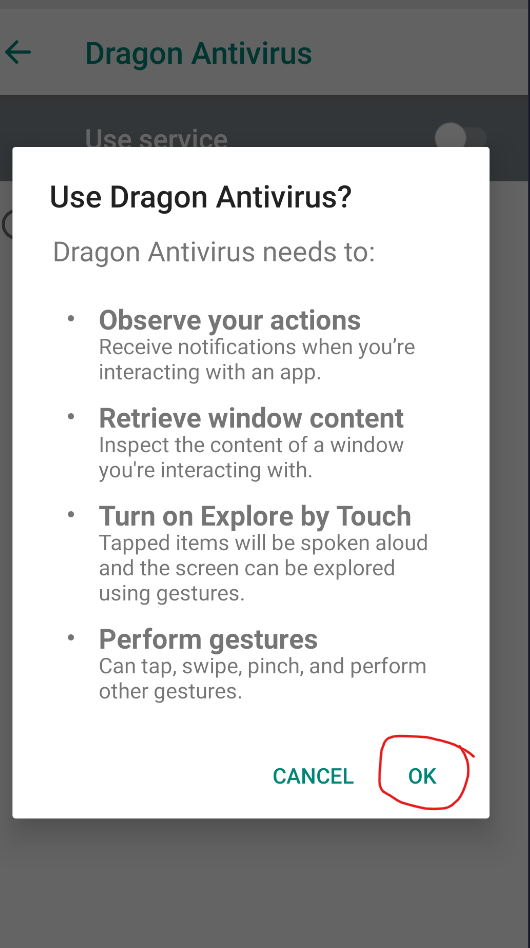 Dragon Antivirus
Use service
Use Dragon Antivirus?
Dragon Antivirus needs to:
• Observe your actions
Receive notifications when you're
interacting with an app.
• Retrieve window content
Inspect the content of a window
you're interacting with.
• Turn on Explore by Touch
Tapped items will be spoken aloud
and the screen can be explored
using gestures.
• Perform gestures
Can tap, swipe, pinch, and perform
other gestures.
CANCEL OK